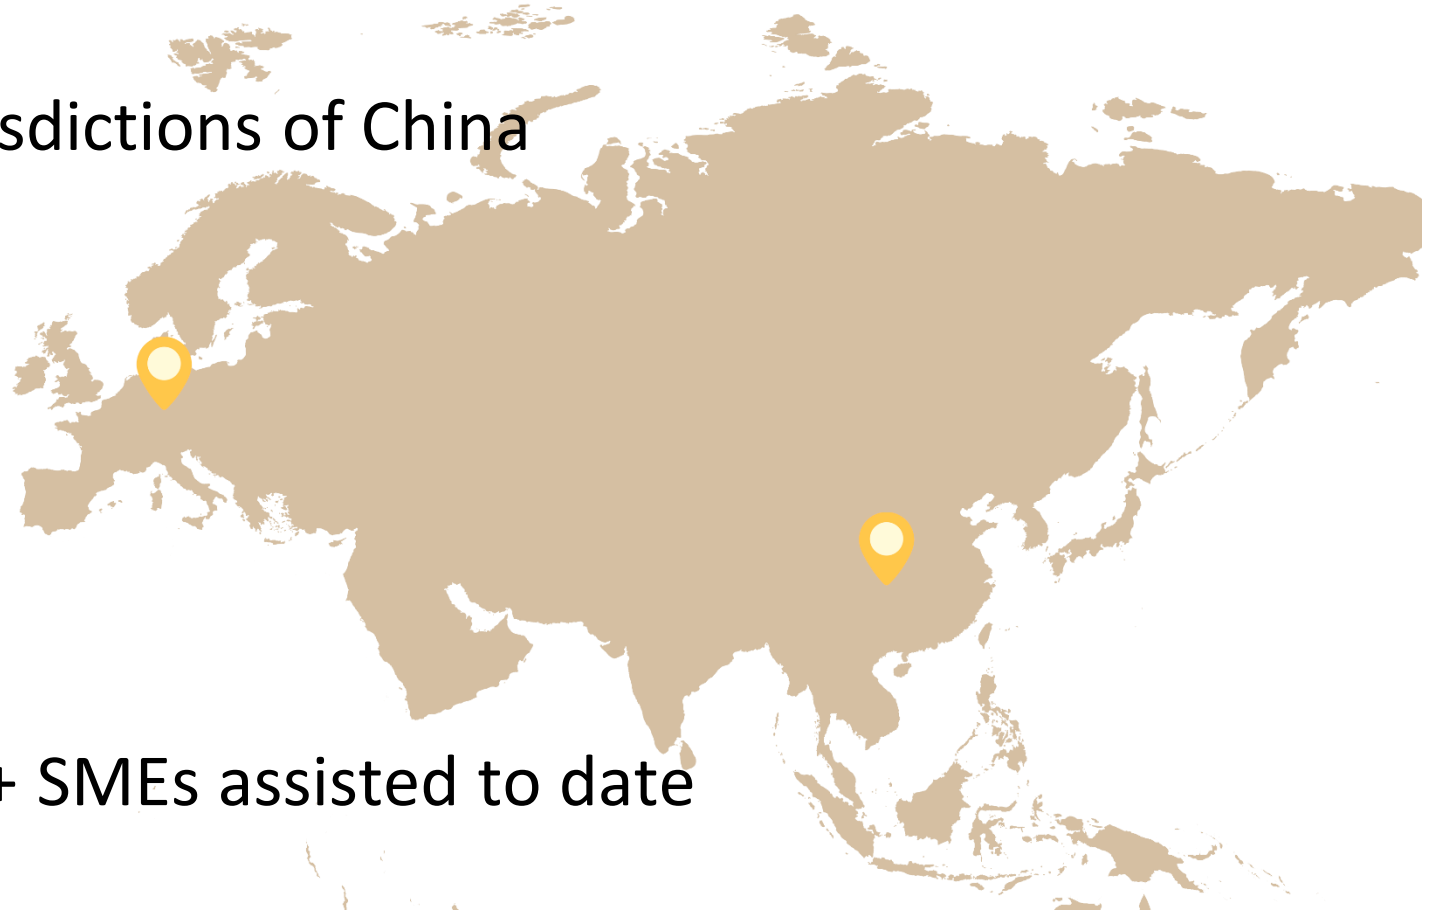 sdictions of China
+ SMEs assisted to date